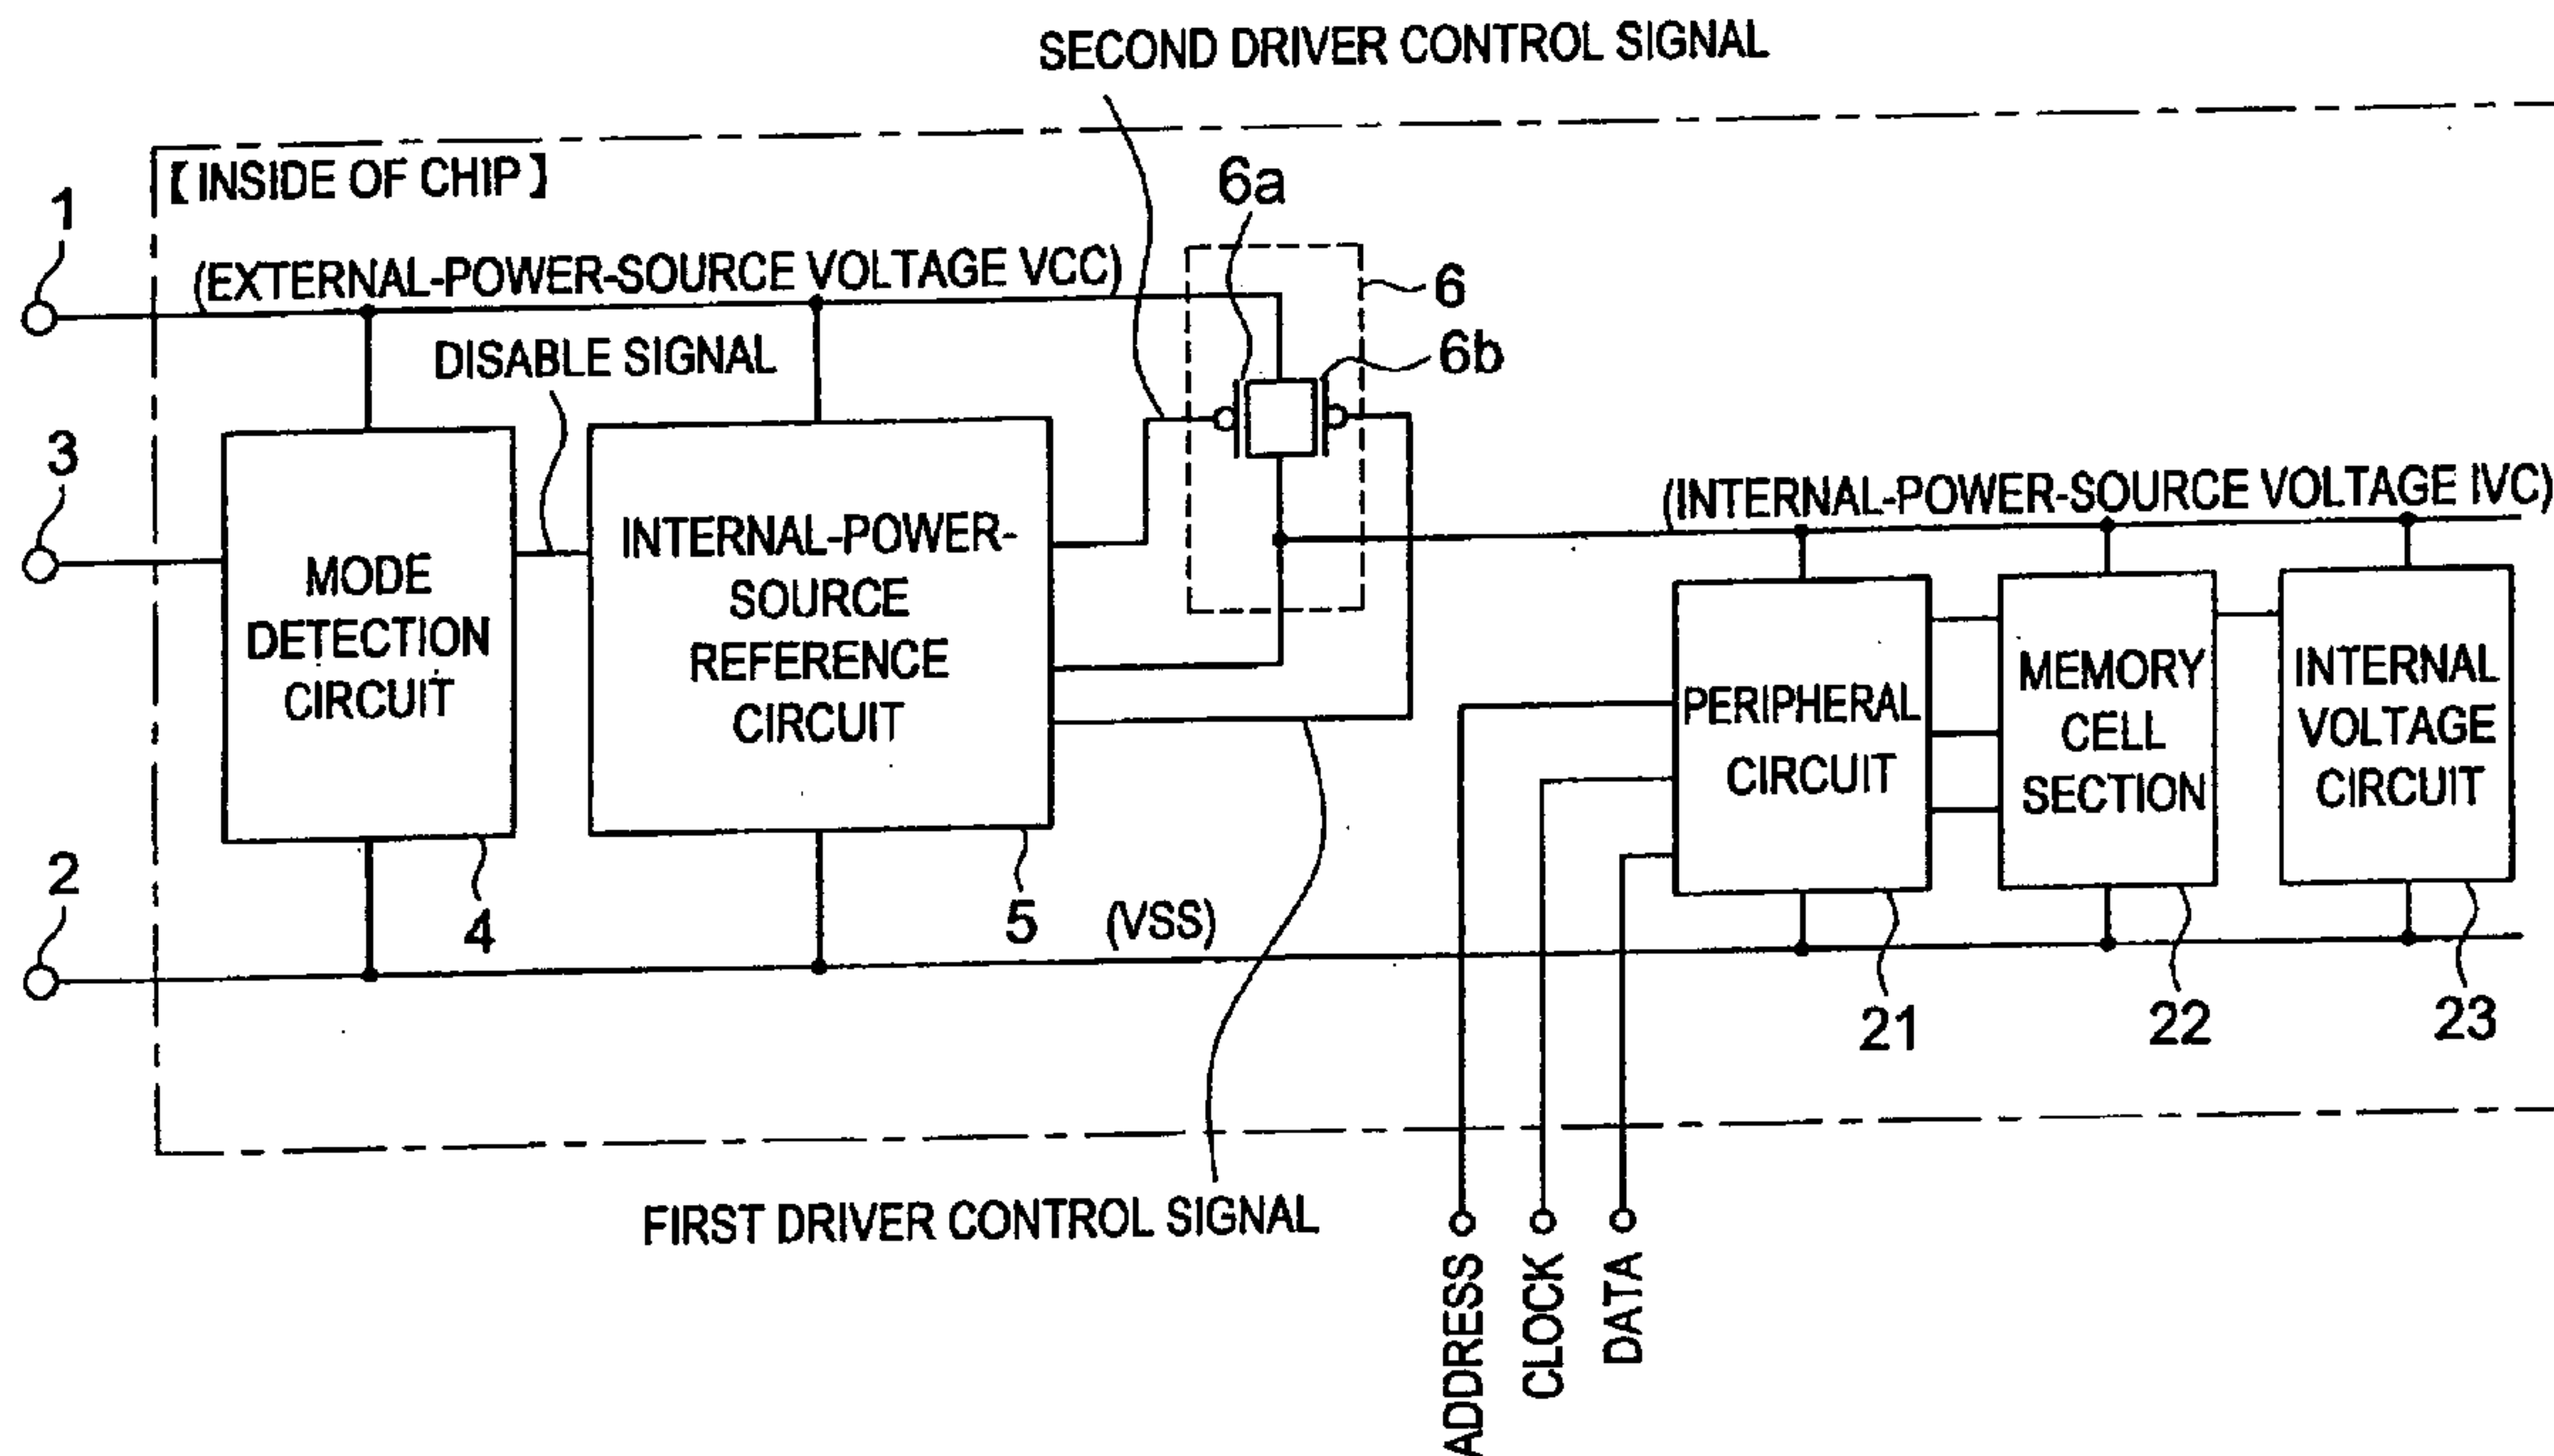 SECOND DRIVER CONTROL SIGNAL
【INSIDE OF CHIP】
6a
1
(EXTERNAL-POWER-SOURCE VOLTAGE VCC)
6
DISABLE SIGNAL
6b
3
(INTERNAL-POWER-SOURCE VOLTAGE IVC)
MODE
DETECTION
CIRCUIT
INTERNAL-POWER-
SOURCE
REFERENCE
CIRCUIT
PERIPHERAL
CIRCUIT
MEMORY
CELL
SECTION
INTERNAL
VOLTAGE
CIRCUIT
2
4
5
(VSS)
21
22
23
FIRST DRIVER CONTROL SIGNAL
ADDRESS
CLOCK
DATA